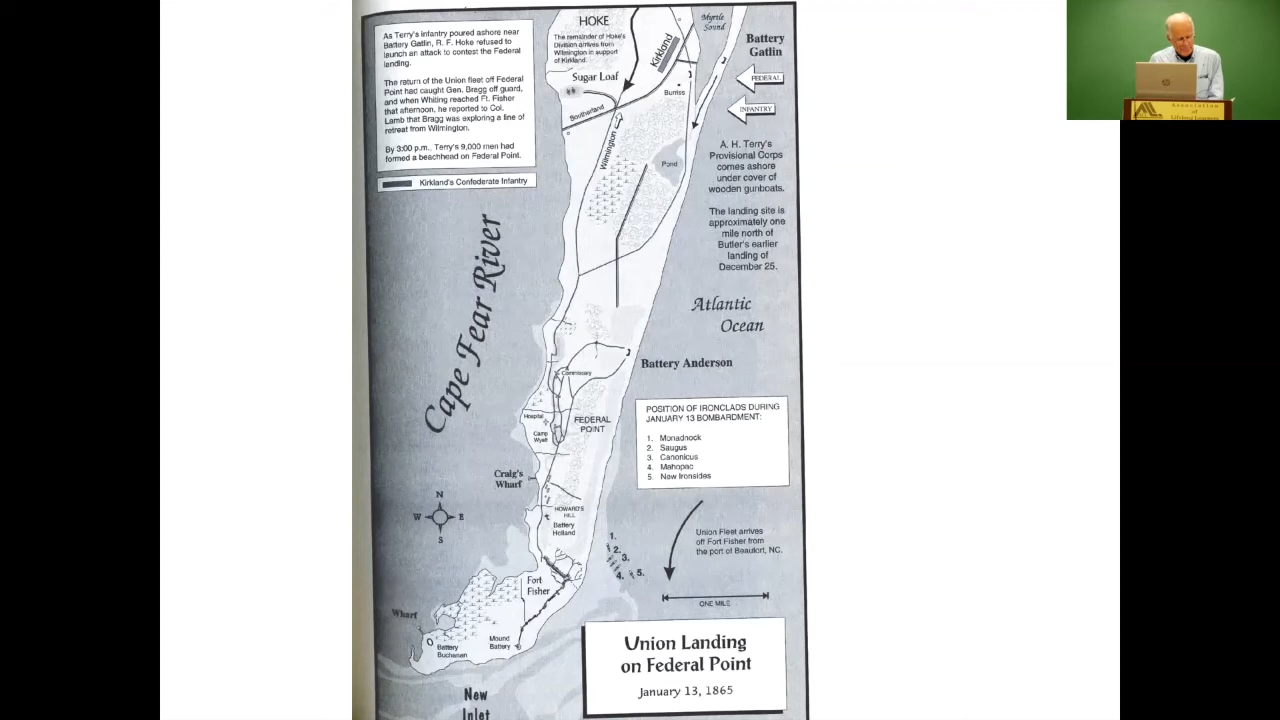 As Terry's infantry poured ashore near
Battery Gatlin, R. F. Hoke refused to
launch an attack to contest the Federal
landing.
The return of the Union fleet off Federal
Point had caught Gen. Bragg off guard,
and when Whiting reached Ft. Fisher
that afternoon, he reported to Col.
Lamb that Bragg was exploring a line of
retreat from Wilmington.
By 3:00 p.m., Terry's 9,000 men had
formed a beachhead on Federal Point.
Kirkland's Confederate Infantry
HOKE
The remainder of Hoke's
Division arrives from
Wilmington in support
of Kirkland.
Sugar Loaf
Southerland
Wilmington
Kirkland
Burriss
Myrtle
Sound
Battery
Gatlin
FEDERAL
INFANTRY
Pond
A. H. Terry's
Provisional Corps
comes ashore
under cover of
wooden gunboats.
The landing site is
approximately one
mile north of
Butler's earlier
landing of
December 25.
Cape Fear River
Atlantic
Ocean
Battery Anderson
Commissary
Hospital
Camp
Wyatt
FEDERAL
POINT
POSITION OF IRONCLADS DURING
JANUARY 13 BOMBARDMENT:
1. Monadnock
2. Saugus
3. Canonicus
4. Mahopac
5. New Ironsides
Craig's
Wharf
N
W E
S
HOWARD'S
HILL
Battery
Holland
1.
2.
3.
4. 5.
Union Fleet arrives
off Fort Fisher from
the port of Beaufort, NC.
ONE MILE
Fort
Fisher
Wharf
Battery
Buchanan
Mound
Battery
New
Inlet
Union Landing
on Federal Point
January 13, 1865
Association
of
Lifelong Learners